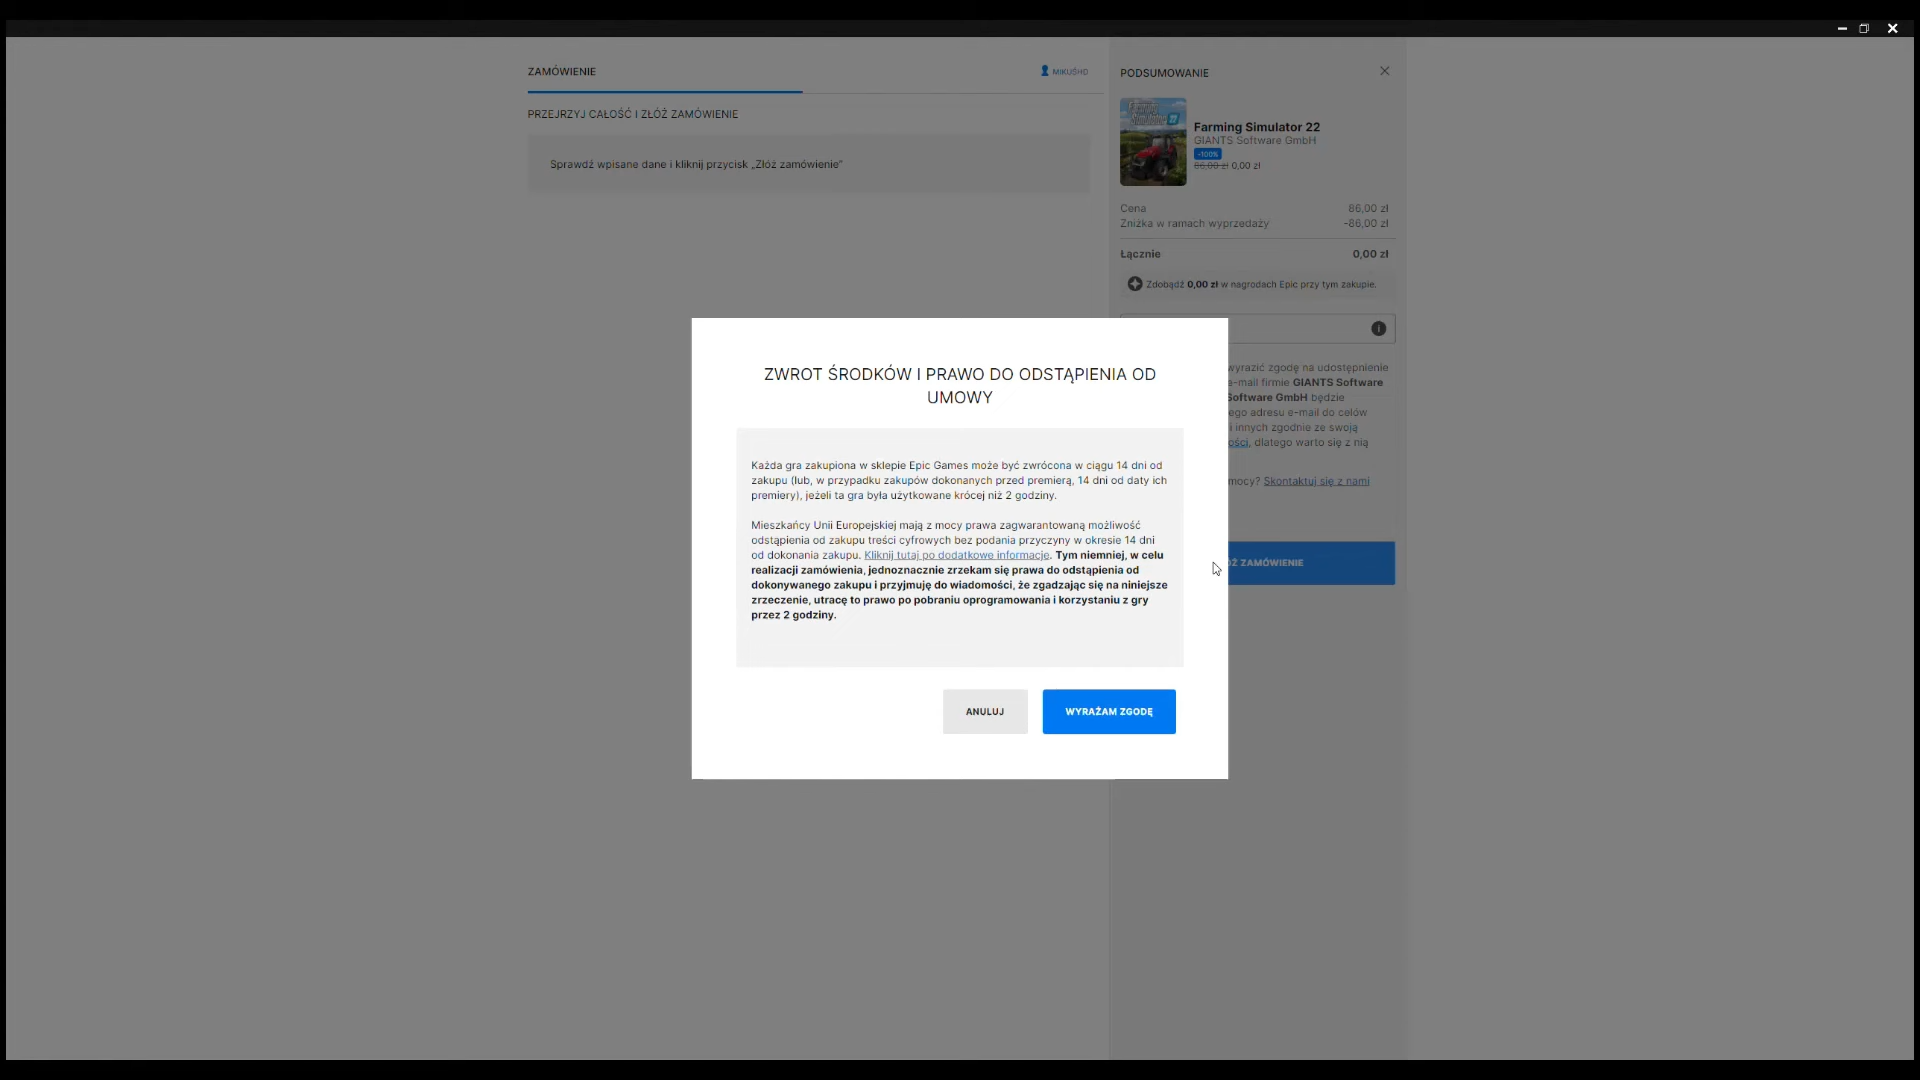 ZAMÓWIENIE
MIKUŚHD
PRZEJRZYJ CAŁOŚĆ I ZŁÓŻ ZAMÓWIENIE
Sprawdź wpisane dane i kliknij przycisk „Złóż zamówienie”
PODSUMOWANIE
Farming Simulator 22
GIANTS Software GmbH
-100%
86,00 zł 0,00 zł
Cena 86,00 zł
Zniżka w ramach wyprzedaży -86,00 zł
Łącznie 0,00 zł
Zdobądź 0,00 zł w nagrodach Epic przy tym zakupie.
wyrazić zgodę na udostępnienie
e-mail firmie GIANTS Software
Software GmbH będzie
ego adresu e-mail do celów
i innych zgodnie ze swoją
ości, dlatego warto się z nią
mocy? Skontaktuj się z nami
ÓŻ ZAMÓWIENIE
ZWROT ŚRODKÓW I PRAWO DO ODSTĄPIENIA OD
UMOWY
Każda gra zakupiona w sklepie Epic Games może być zwrócona w ciągu 14 dni od
zakupu (lub, w przypadku zakupów dokonanych przed premierą, 14 dni od daty ich
premiery), jeżeli ta gra była użytkowane krócej niż 2 godziny.
Mieszkańcy Unii Europejskiej mają z mocy prawa zagwarantowaną możliwość
odstąpienia od zakupu treści cyfrowych bez podania przyczyny w okresie 14 dni
od dokonania zakupu. Kliknij tutaj po dodatkowe informacje. Tym niemniej, w celu
realizacji zamówienia, jednoznacznie zrzekam się prawa do odstąpienia od
dokonywanego zakupu i przyjmuję do wiadomości, że zgadzając się na niniejsze
zrzeczenie, utracę to prawo po pobraniu oprogramowania i korzystaniu z gry
przez 2 godziny.
ANULUJ
WYRAŻAM ZGODĘ